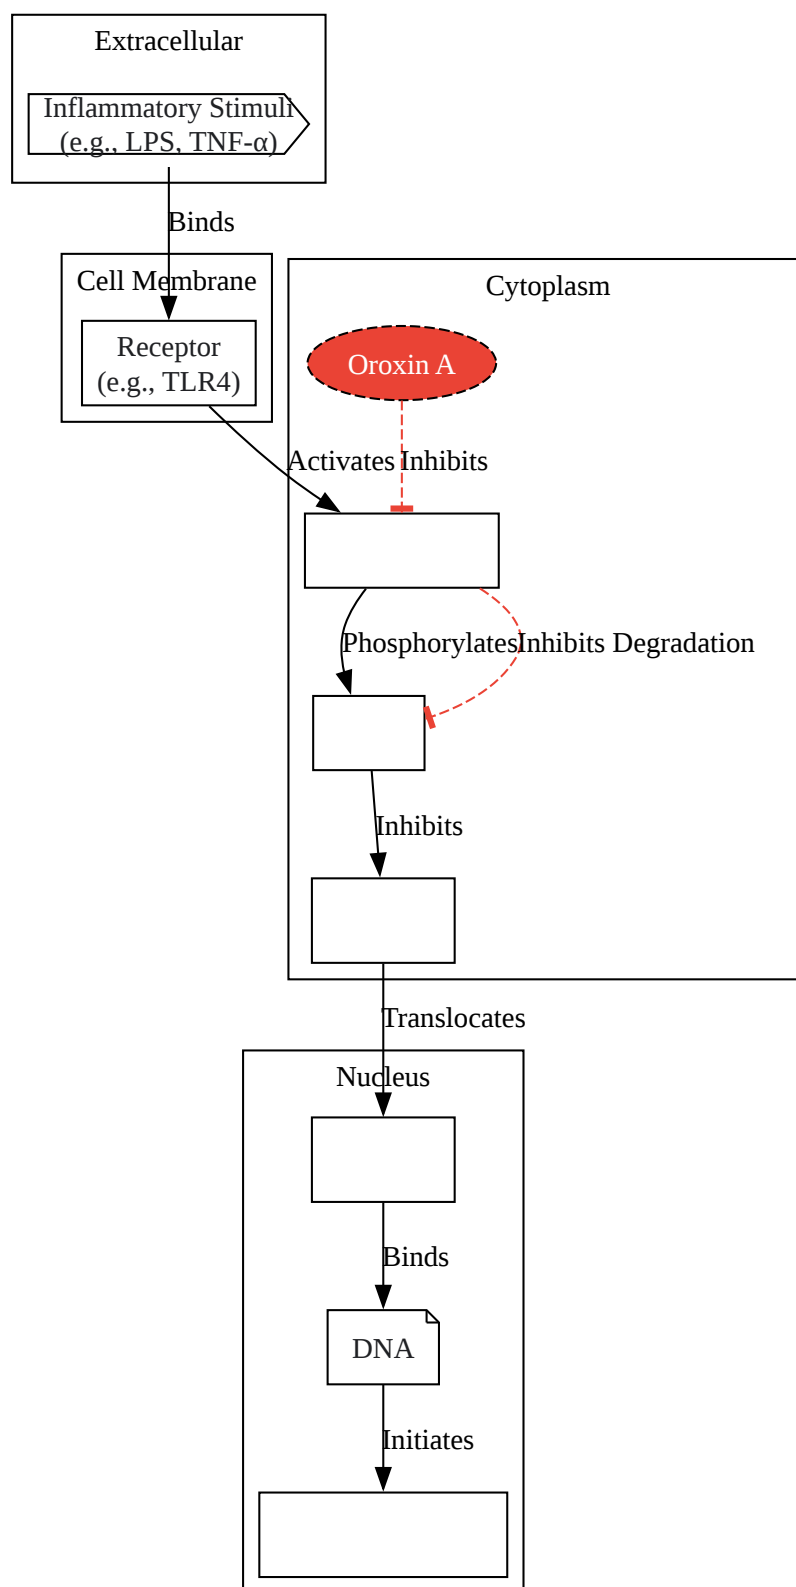 Extracellular
Inflammatory Stimuli
(e.g., LPS, TNF-α)
Binds
Cell Membrane
Receptor
(e.g., TLR4)
Cytoplasm
Oroxin A
Activates
Inhibits
Phosphorylates
Inhibits Degradation
Inhibits
Translocates
Nucleus
Binds
DNA
Initiates